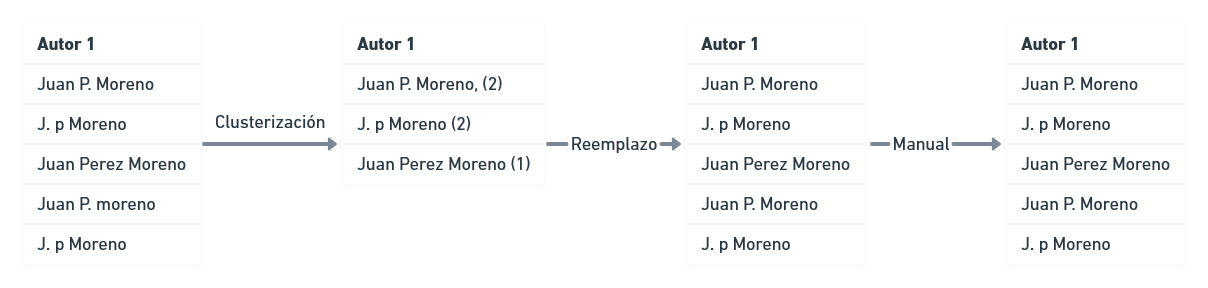 Autor 1
Juan P. Moreno
J. p Moreno
Juan Perez Moreno
Juan P. moreno
J. p Moreno
Clusterización
Autor 1
Juan P. Moreno, (2)
J. p Moreno (2)
Juan Perez Moreno (1)
Reemplazo
Autor 1
Juan P. Moreno
J. p Moreno
Juan Perez Moreno
Juan P. Moreno
J. p Moreno
Manual
Autor 1
Juan P. Moreno
J. p Moreno
Juan Perez Moreno
Juan P. Moreno
J. p Moreno